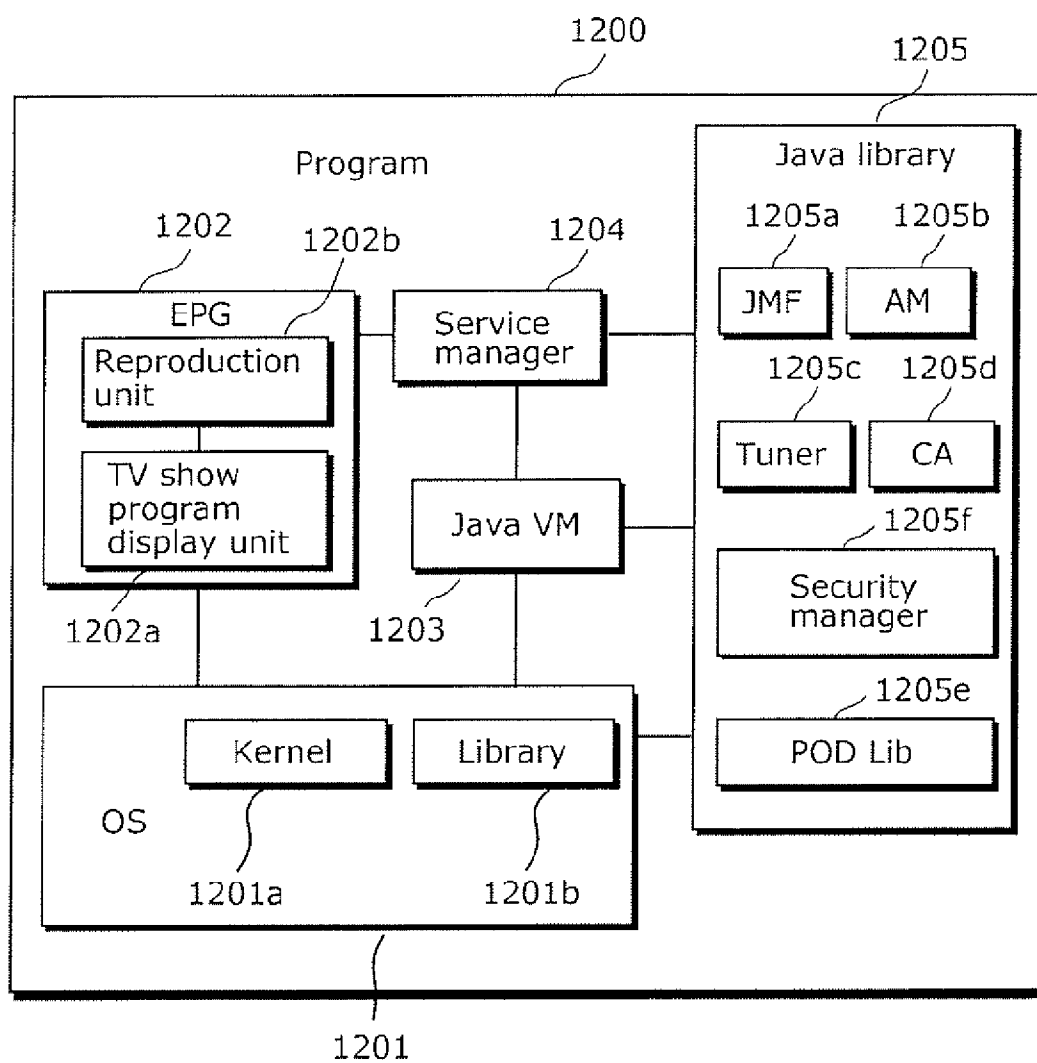 1200
1205
Program
Java library
1202
1202b
1204
1205a
1205b
EPG
Reproduction
unit
Service
manager
JMF
AM
1205c
1205d
TV show
program
display unit
Java VM
Tuner
CA
1205f
1202a
1203
Security
manager
1205e
Kernel
Library
POD Lib
OS
1201a
1201b
1201